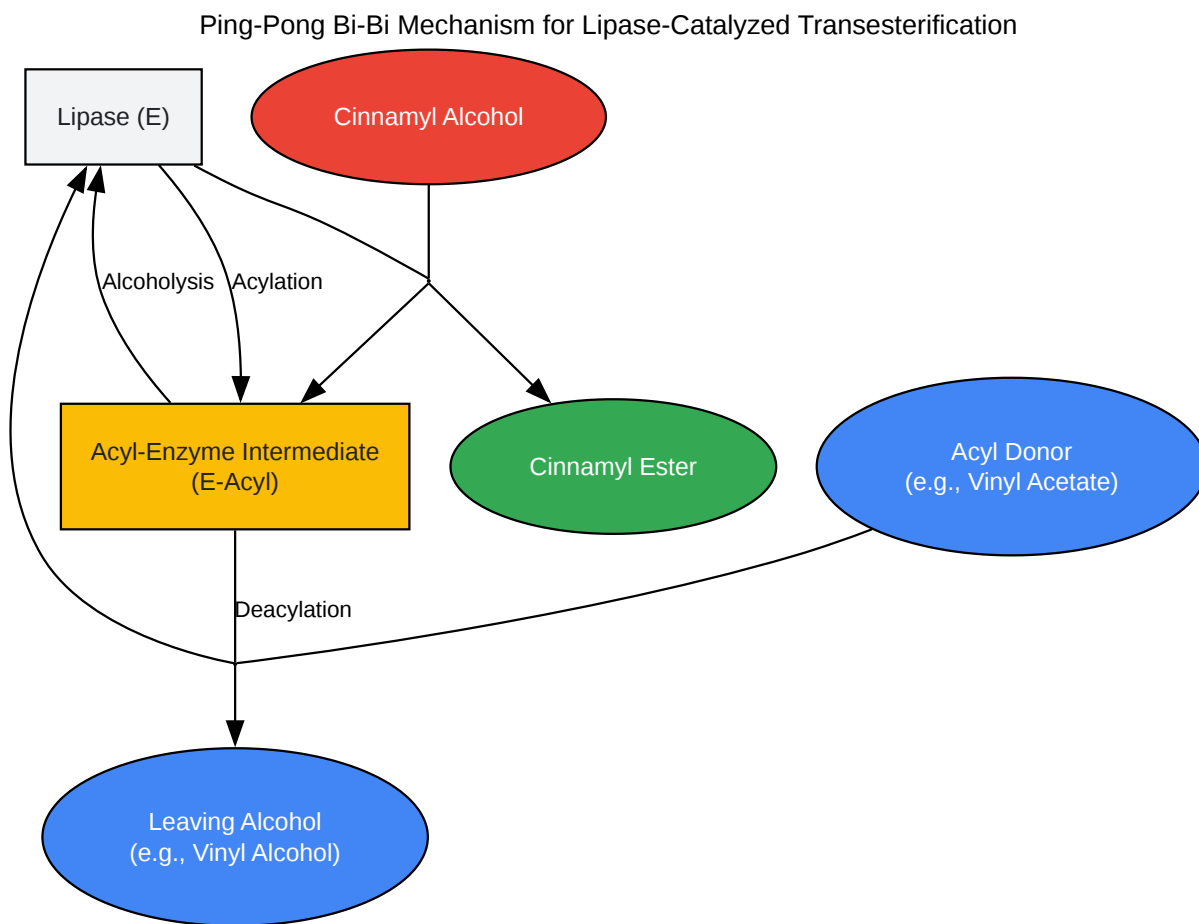 Ping-Pong Bi-Bi Mechanism for Lipase-Catalyzed Transesterification
Lipase (E)
Cinnamyl Alcohol
Alcoholysis
Acylation
Acyl-Enzyme Intermediate
(E-Acyl)
Cinnamyl Ester
Acyl Donor
(e.g., Vinyl Acetate)
Deacylation
Leaving Alcohol
(e.g., Vinyl Alcohol)